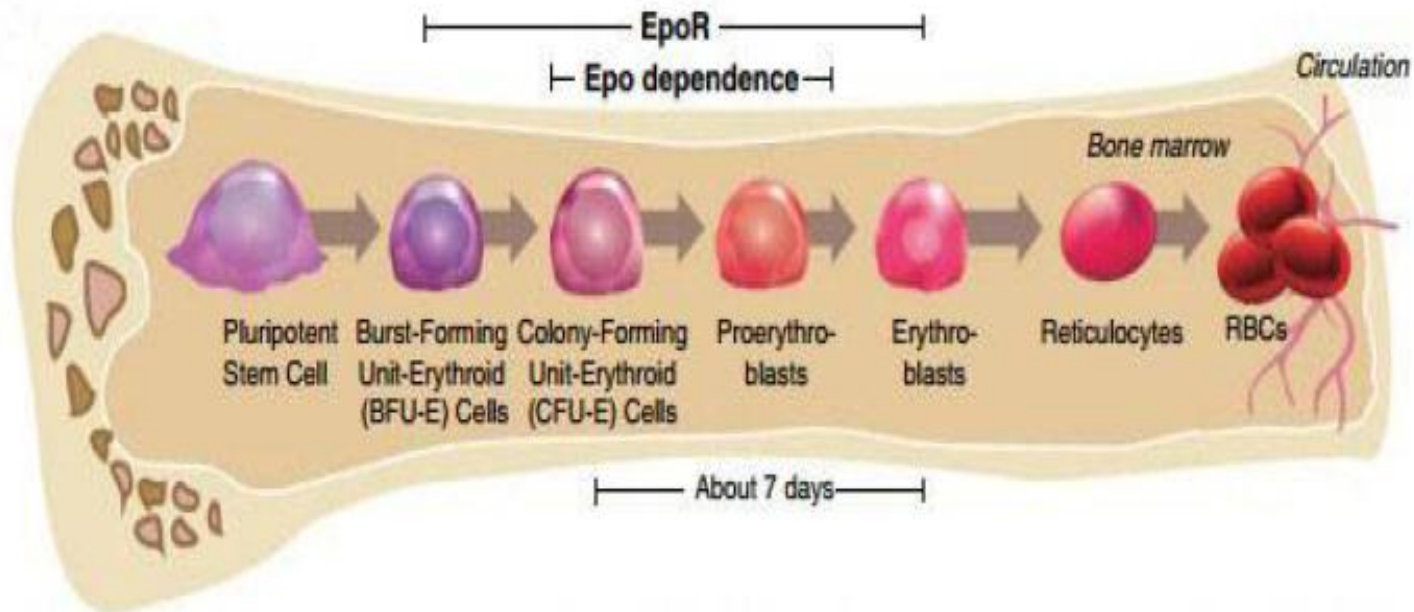 EpoR
Epo dependence
Circulation
Bone marrow
Pluripotent
Stem Cell
Burst-Forming
Unit-Erythroid
(BFU-E) Cells
Colony-Forming
Unit-Erythroid
(CFU-E) Cells
Proerythro-
blasts
Erythro-
blasts
Reticulocytes
RBCs
About 7 days